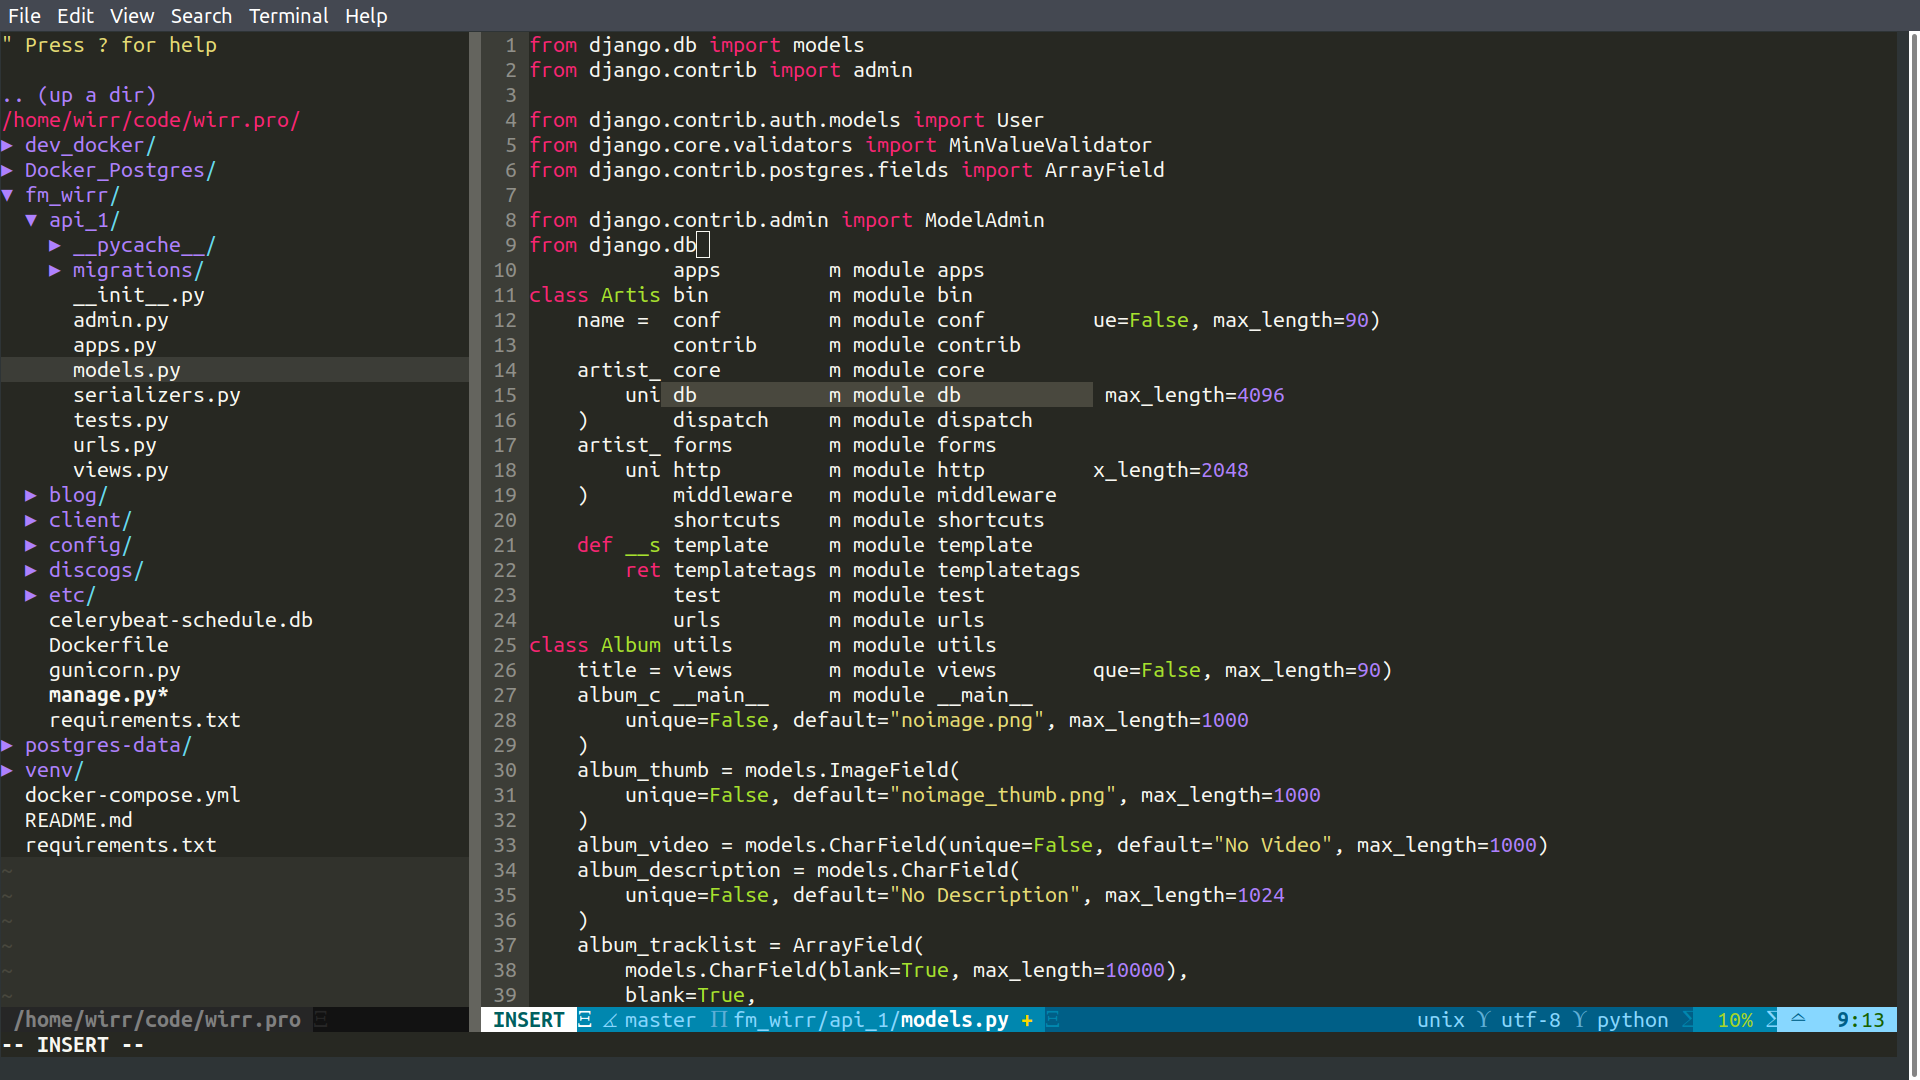 File Edit View Search Terminal Help
" Press ? for help
.. (up a dir)
/home/wirr/code/wirr.pro/
▶ dev_docker/
▶ Docker_Postgres/
▼ fm_wirr/
▼ api_1/
▶ __pycache__/
▶ migrations/
__init__.py
admin.py
apps.py
models.py
serializers.py
tests.py
urls.py
views.py
▶ blog/
▶ client/
▶ config/
▶ discogs/
▶ etc/
celerybeat-schedule.db
Dockerfile
gunicorn.py
manage.py*
requirements.txt
▶ postgres-data/
▶ venv/
docker-compose.yml
README.md
requirements.txt
~
~
~
~
~
~
/home/wirr/code/wirr.pro
1 from django.db import models
2 from django.contrib import admin
3
4 from django.contrib.auth.models import User
5 from django.core.validators import MinValueValidator
6 from django.contrib.postgres.fields import ArrayField
7
8 from django.contrib.admin import ModelAdmin
9 from django.db
10 apps m module apps
11 class Artis bin m module bin
12 name = conf m module conf ue=False, max_length=90)
13 contrib m module contrib
14 artist_ core m module core
15 uni db m module db max_length=4096
16 ) dispatch m module dispatch
17 artist_ forms m module forms
18 uni http m module http x_length=2048
19 ) middleware m module middleware
20 shortcuts m module shortcuts
21 def __s template m module template
22 ret templatetags m module templatetags
23 test m module test
24 urls m module urls
25 class Album utils m module utils
26 title = views m module views que=False, max_length=90)
27 album_c __main__ m module __main__
28 unique=False, default="noimage.png", max_length=1000
29 )
30 album_thumb = models.ImageField(
31 unique=False, default="noimage_thumb.png", max_length=1000
32 )
33 album_video = models.CharField(unique=False, default="No Video", max_length=1000)
34 album_description = models.CharField(
35 unique=False, default="No Description", max_length=1024
36 )
37 album_tracklist = ArrayField(
38 models.CharField(blank=True, max_length=10000),
39 blank=True,
INSERT Ξ ∠ master Π fm_wirr/api_1/models.py + Ξ unix ϒ utf-8 ϒ python Σ 10% Σ 9:13
-- INSERT --